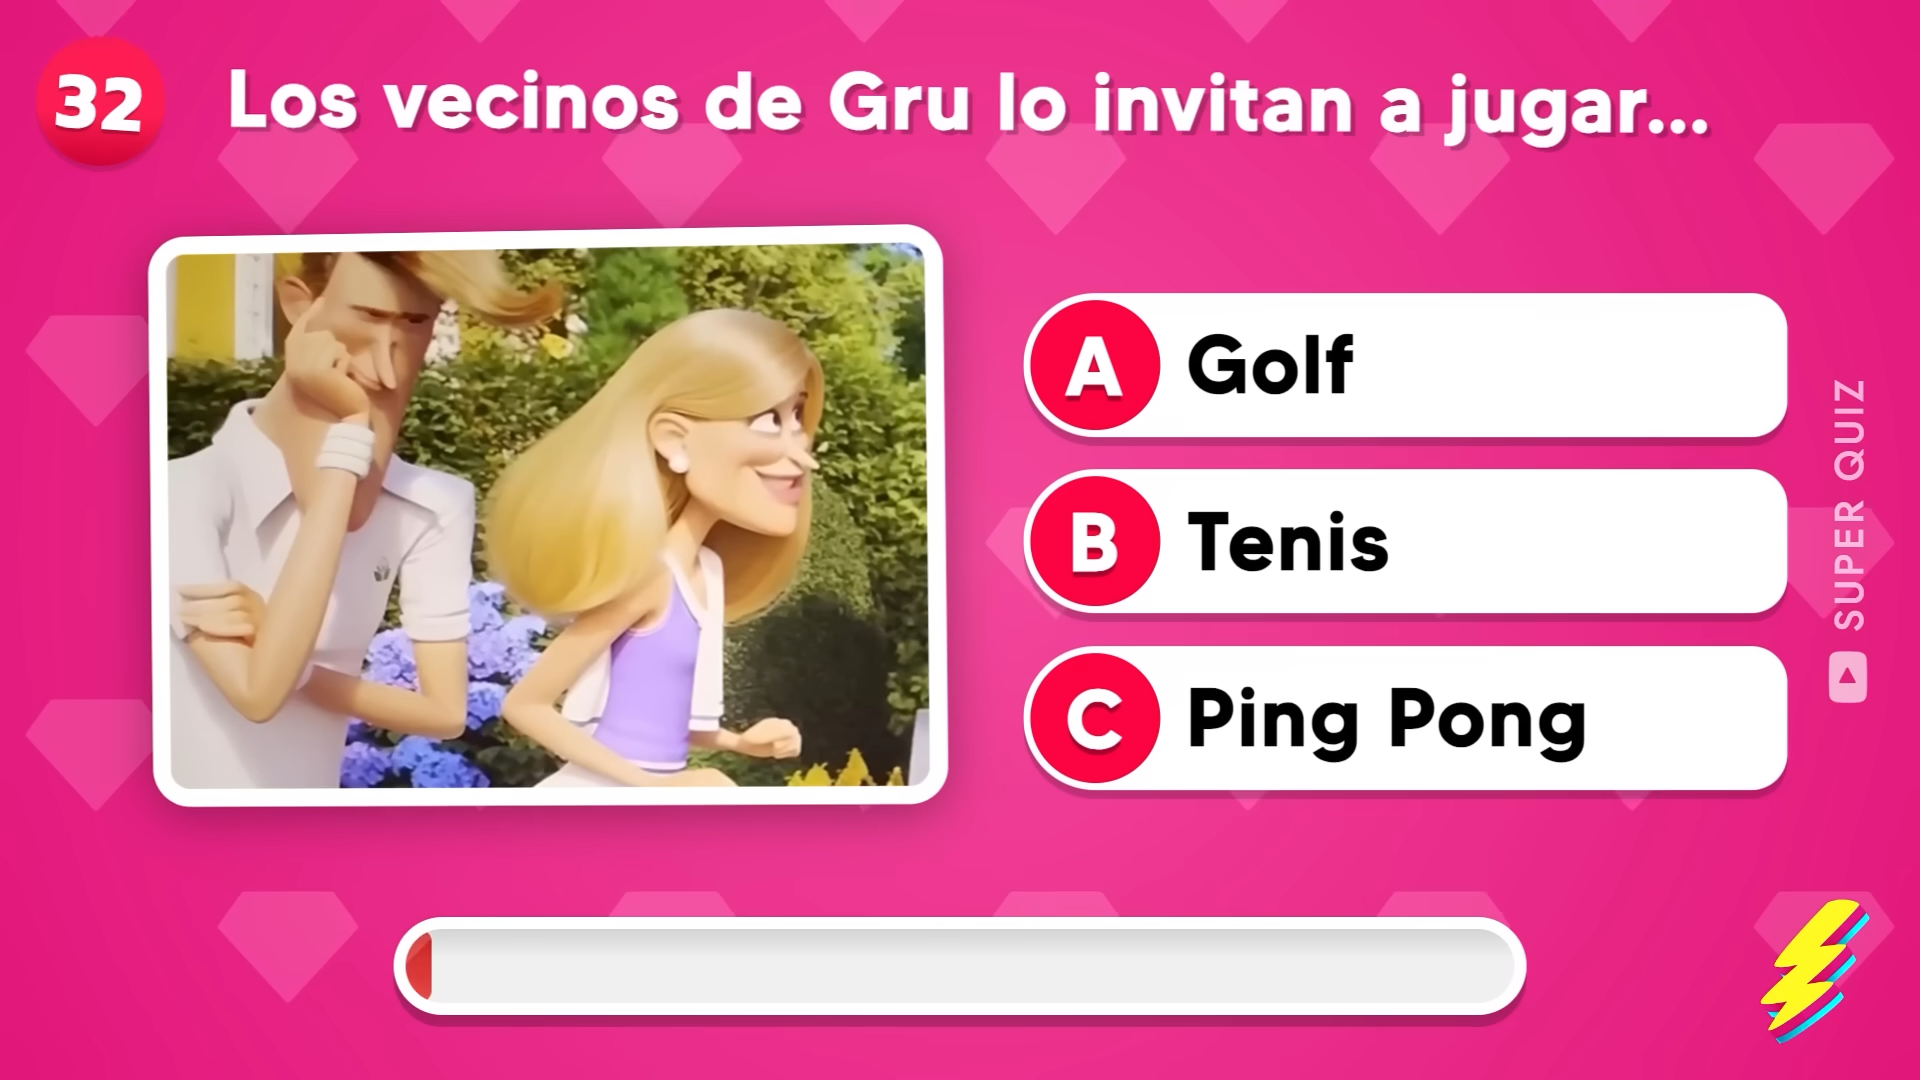 32
Los vecinos de Gru lo invitan a jugar...
A Golf
B Tenis
C Ping Pong
SUPER QUIZ